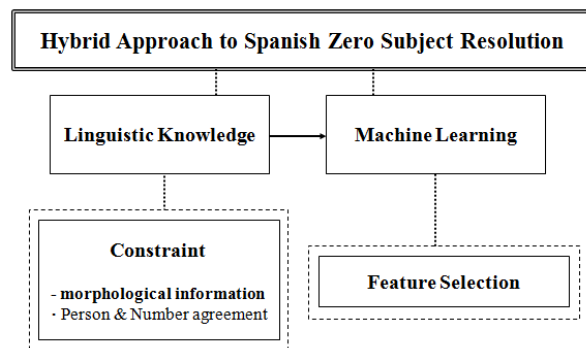 Hybrid Approach to Spanish Zero Subject Resolution
Linguistic Knowledge
Machine Learning
Constraint
- morphological information
· Person & Number agreement
Feature Selection